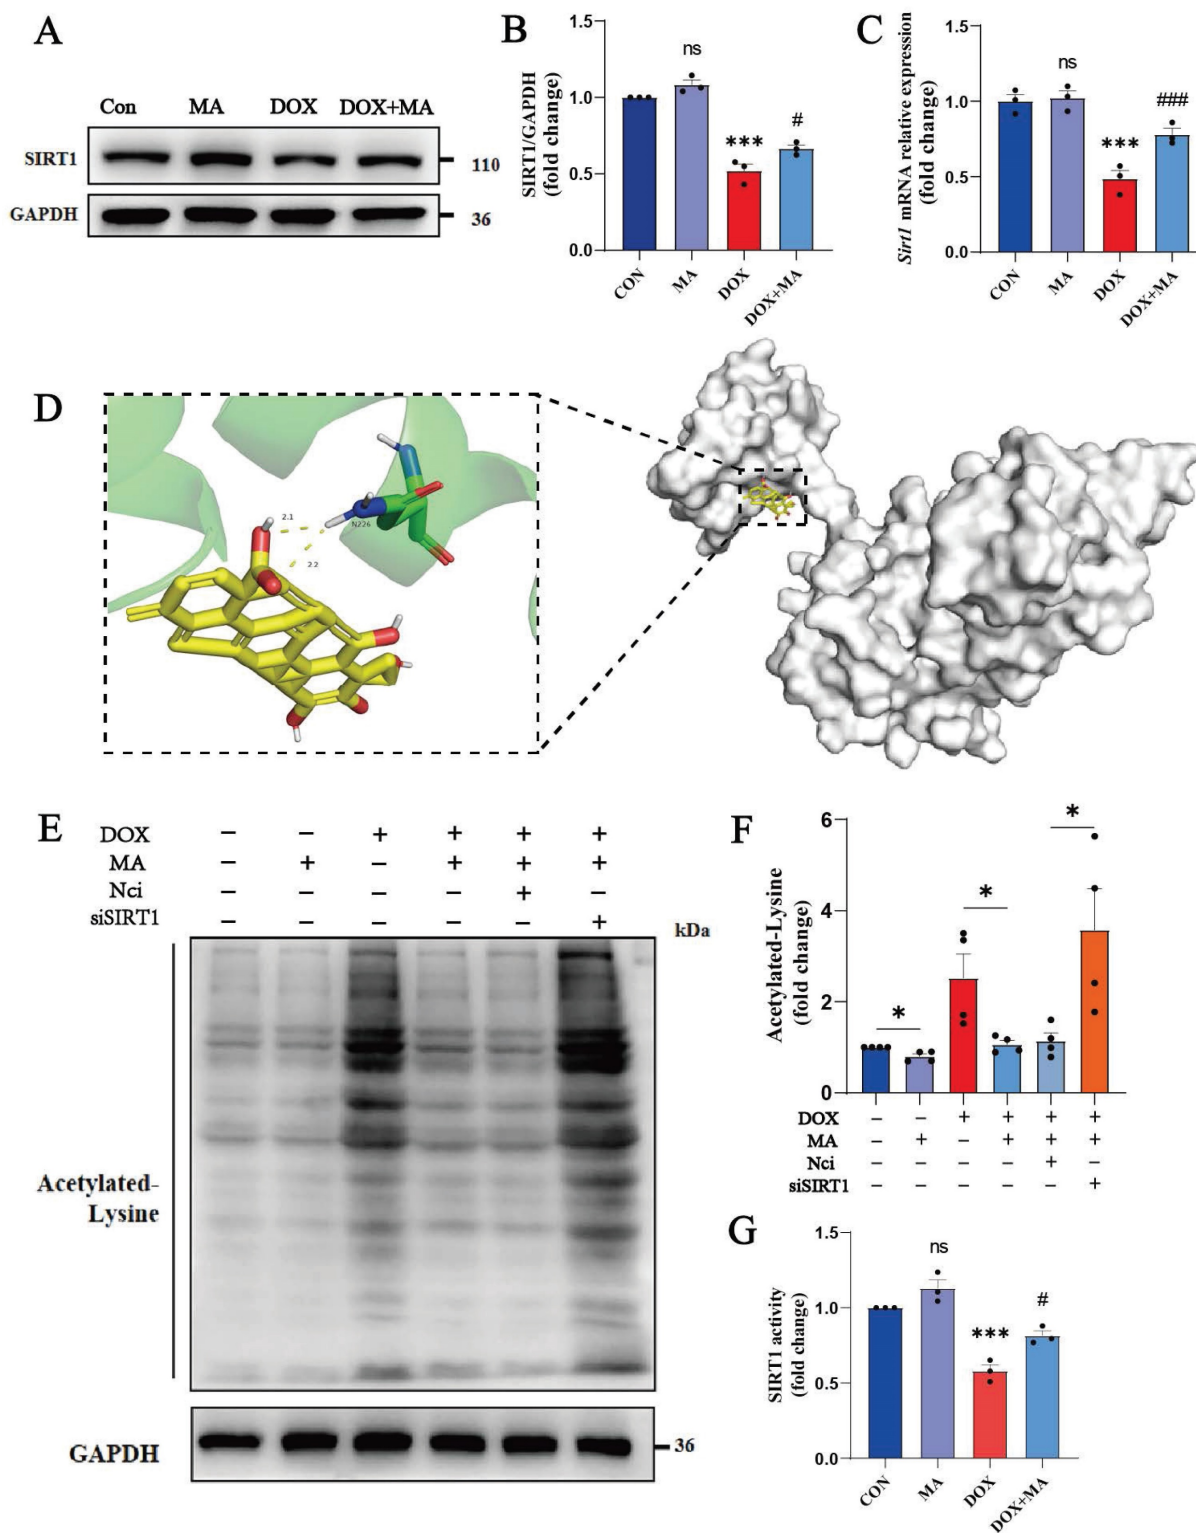 A
Con MA DOX DOX+MA
SIRT1
110
GAPDH
36
B
SIRT1/GAPDH
(fold change)
1.5
1.0
0.5
0.0
ns
***
#
CON MA DOX DOX+MA
C
Sirt1 mRNA relative expression
(fold change)
1.5
1.0
0.5
0.0
ns
***
###
CON MA DOX DOX+MA
D
2.1
N226
2.2
E
DOX – – + + + +
MA – + – + + +
Nci – – – – + –
siSIRT1 – – – – – +
kDa
Acetylated-
Lysine
GAPDH
36
F
Acetylated-Lysine
(fold change)
6
4
2
0
*
*
*
DOX – – + + + +
MA – + – + + +
Nci – – – – + –
siSIRT1 – – – – – +
G
SIRT1 activity
(fold change)
1.5
1.0
0.5
0.0
ns
***
#
CON MA DOX DOX+MA